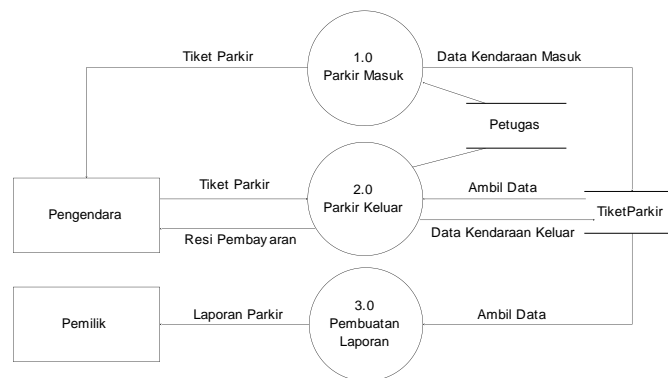 Tiket Parkir
1.0
Parkir Masuk
Data Kendaraan Masuk
Petugas
Pengendara
Tiket Parkir
2.0
Parkir Keluar
Ambil Data
TiketParkir
Resi Pembayaran
Data Kendaraan Keluar
Pemilik
Laporan Parkir
3.0
Pembuatan
Laporan
Ambil Data